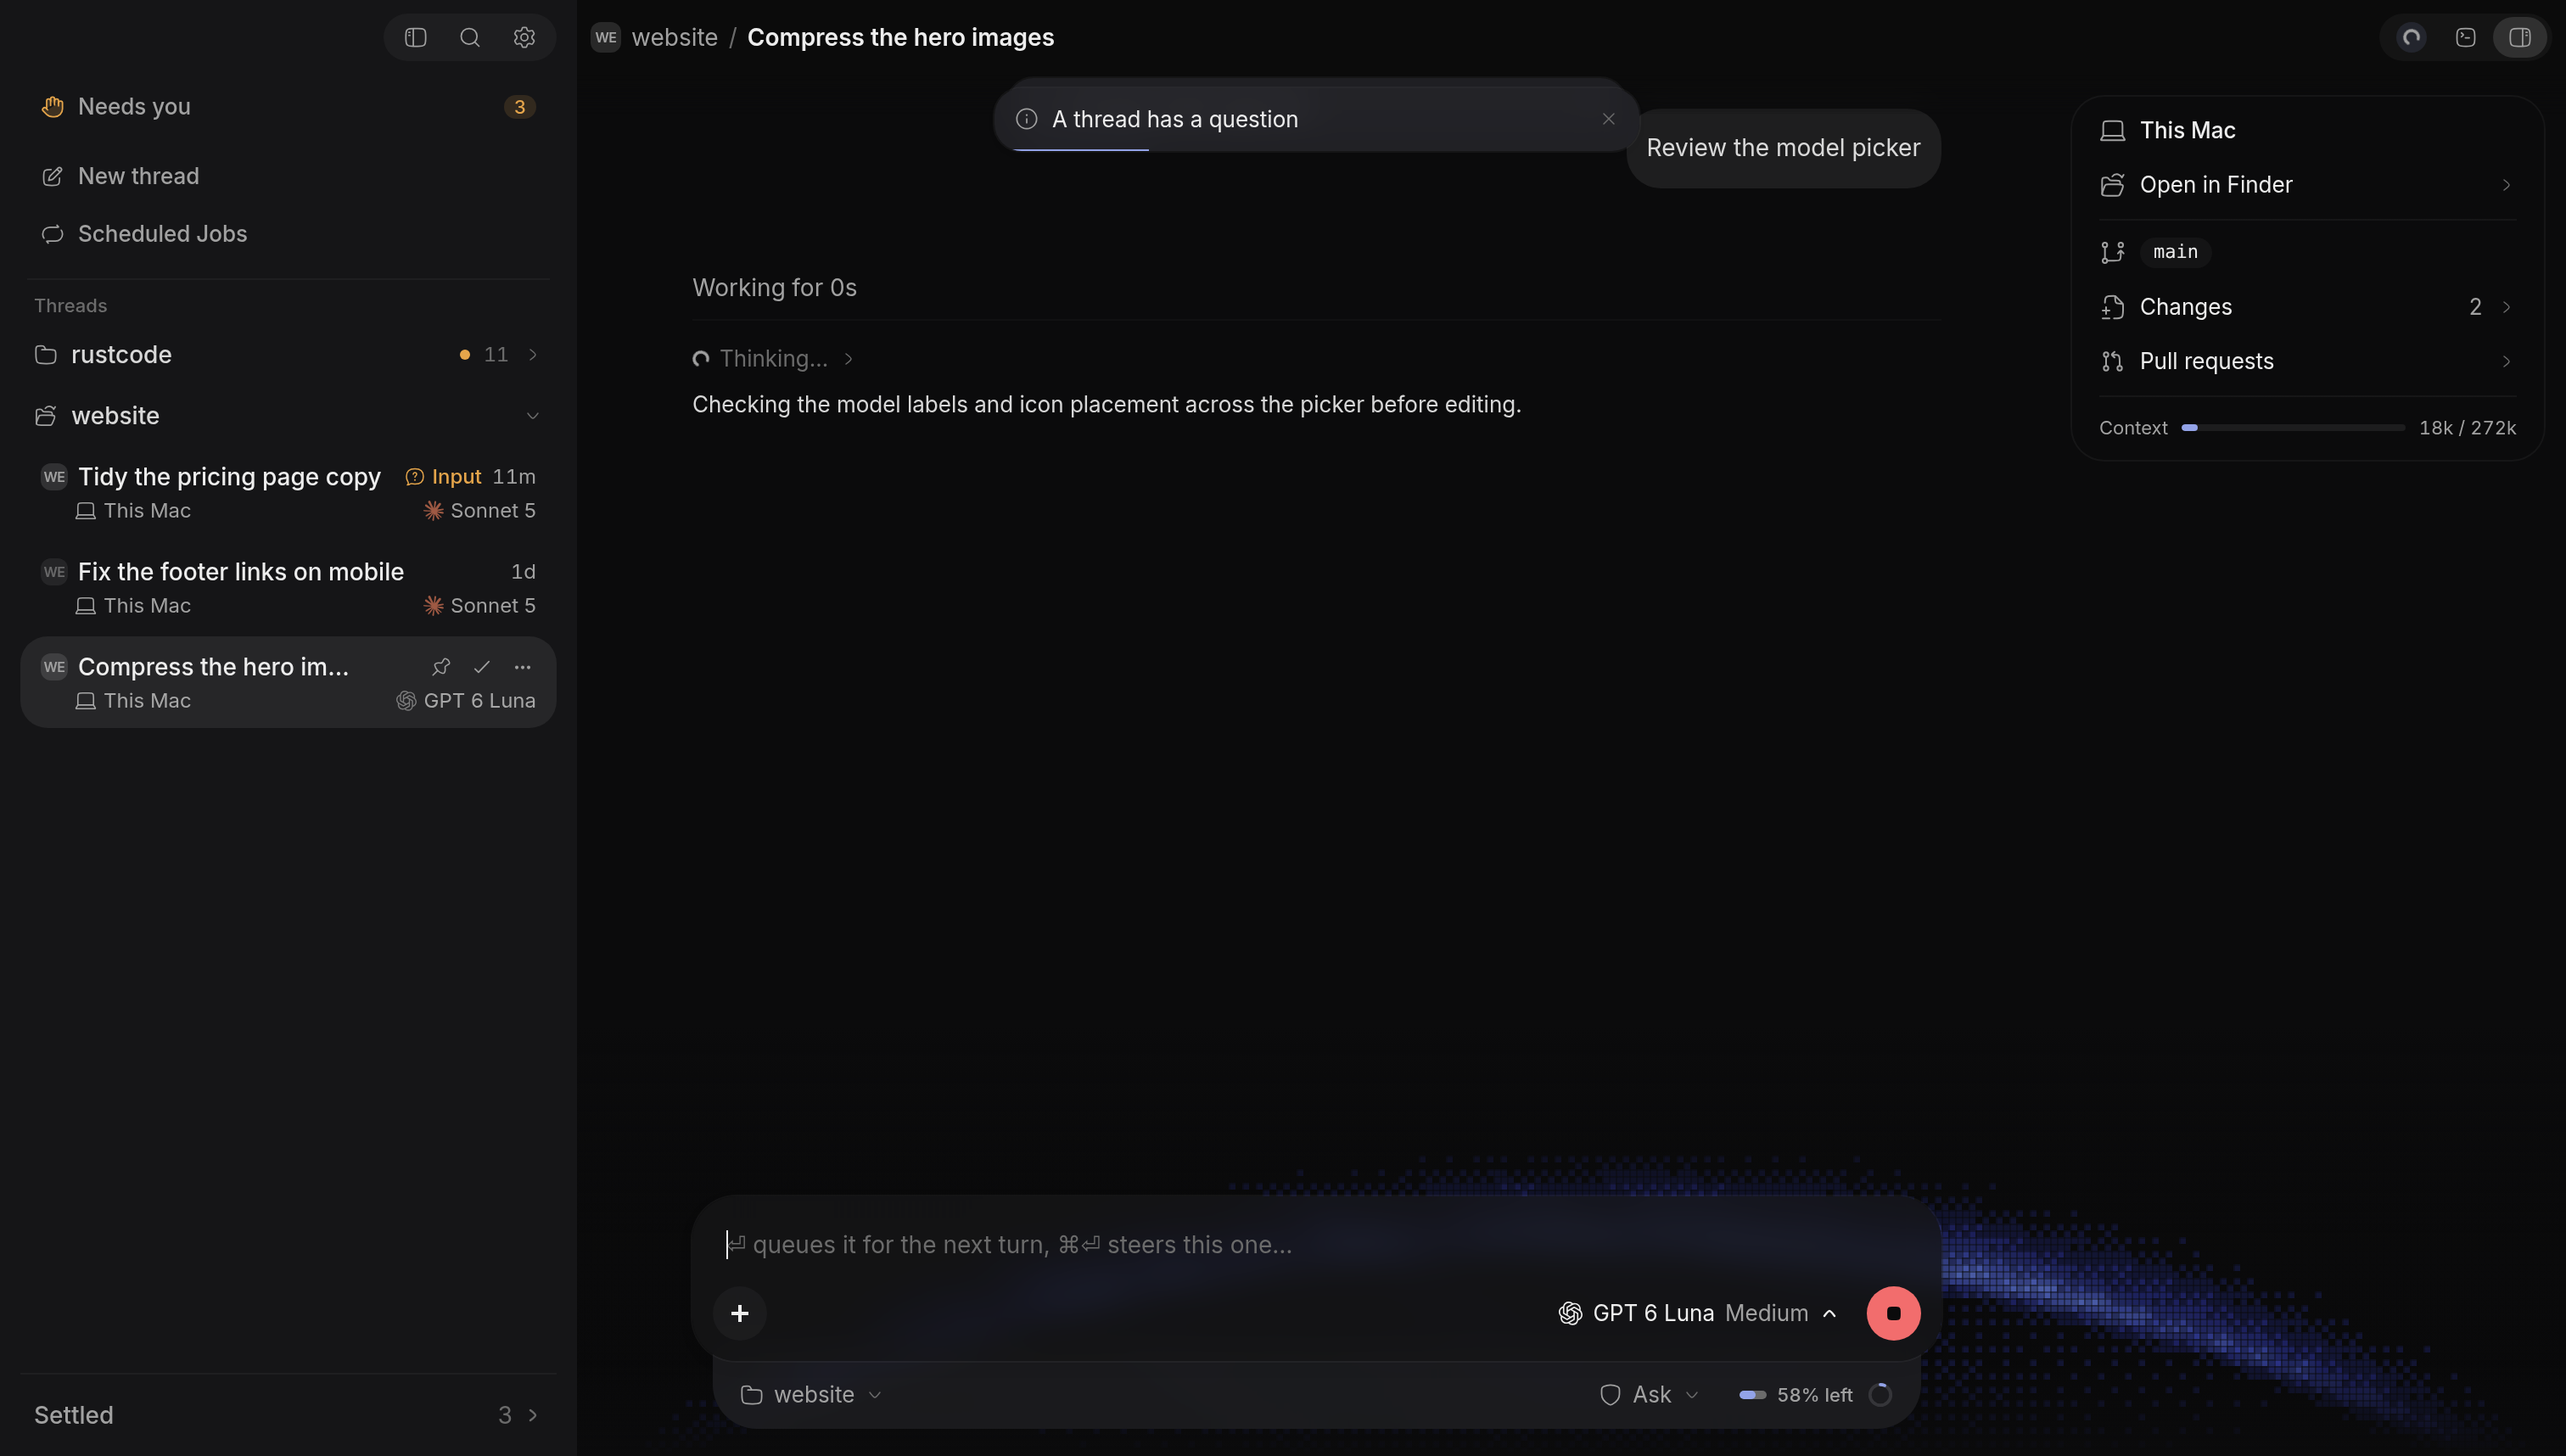 Needs you 3
New thread
Scheduled Jobs
Threads
rustcode 11
website
WE Tidy the pricing page copy Input 11m
This Mac Sonnet 5
WE Fix the footer links on mobile 1d
This Mac Sonnet 5
WE Compress the hero im...
This Mac GPT 6 Luna
Settled 3
WE website / Compress the hero images
A thread has a question
Review the model picker
Working for 0s
Thinking...
Checking the model labels and icon placement across the picker before editing.
⏎ queues it for the next turn, ⌘⏎ steers this one...
GPT 6 Luna Medium
website
Ask
58% left
This Mac
Open in Finder
main
Changes 2
Pull requests
Context 18k / 272k